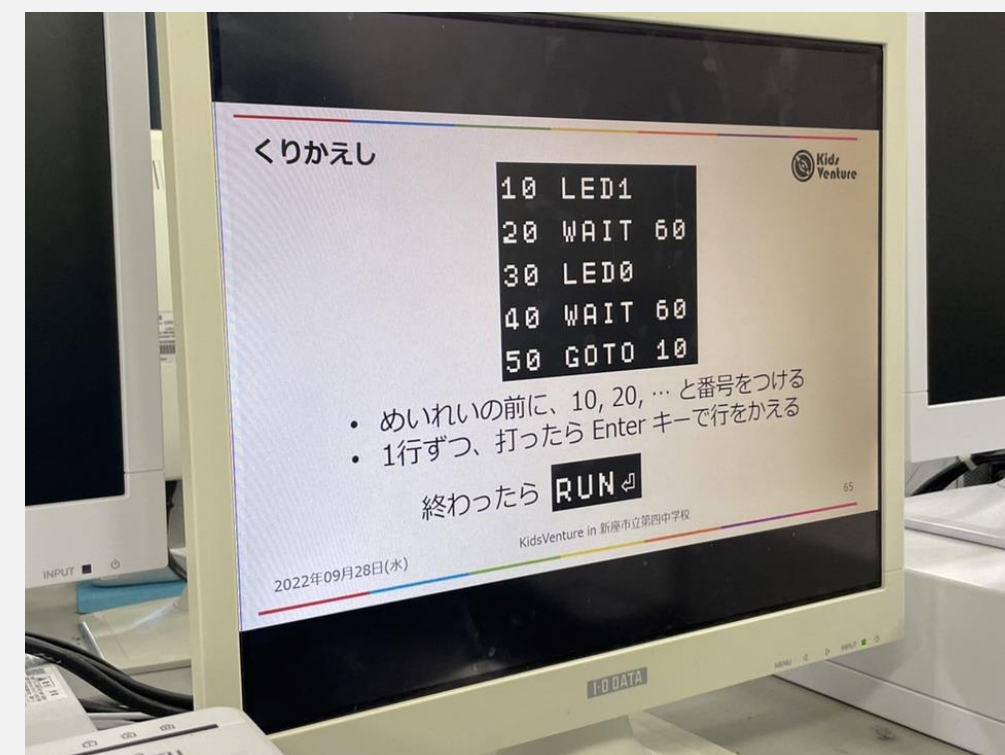 くりかえし
Kids
Venture
10 LED1
20 WAIT 60
30 LED0
40 WAIT 60
50 GOTO 10
• めいれいの前に、10, 20, … と番号をつける
• 1行ずつ、打ったら Enter キーで行をかえる
終わったら RUN⏎
65
KidsVenture in 新座市立第四中学校
2022年09月28日(水)
INPUT
I-O DATA
MENU
INPUT